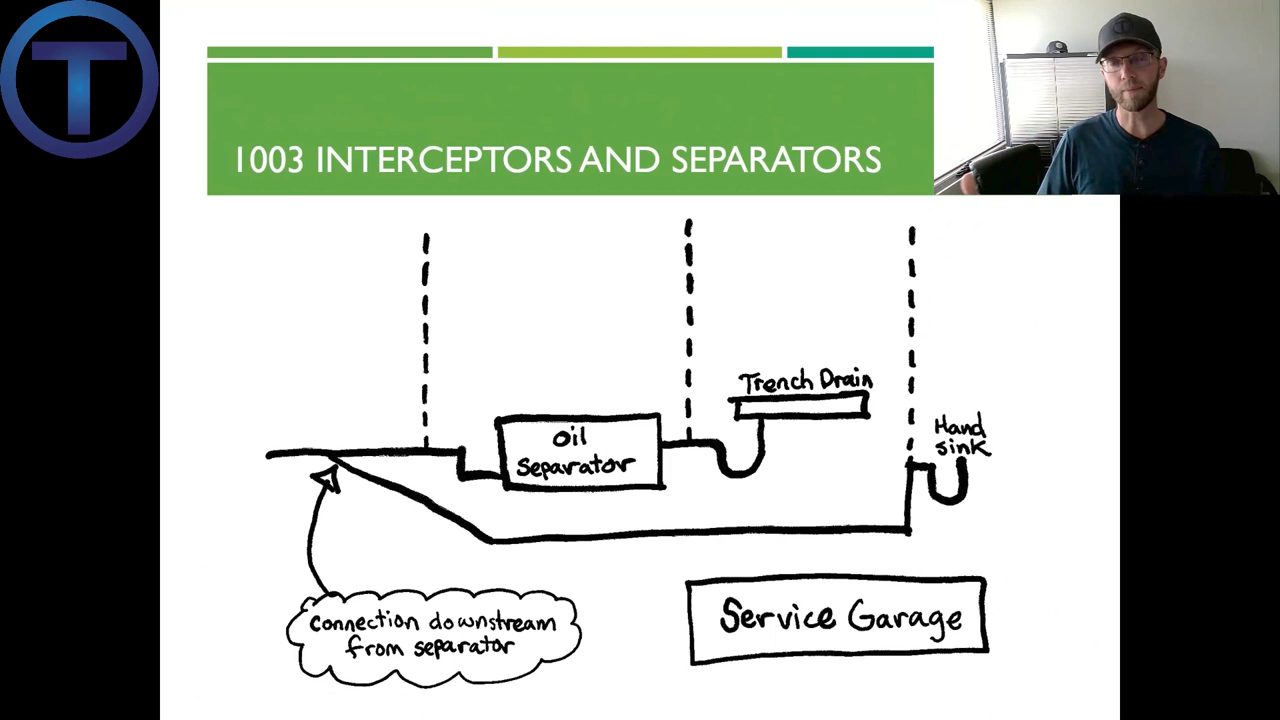 T
1003 INTERCEPTORS AND SEPARATORS
Trench Drain
Oil
Separator
Hand
sink
Connection downstream
from separator
Service Garage